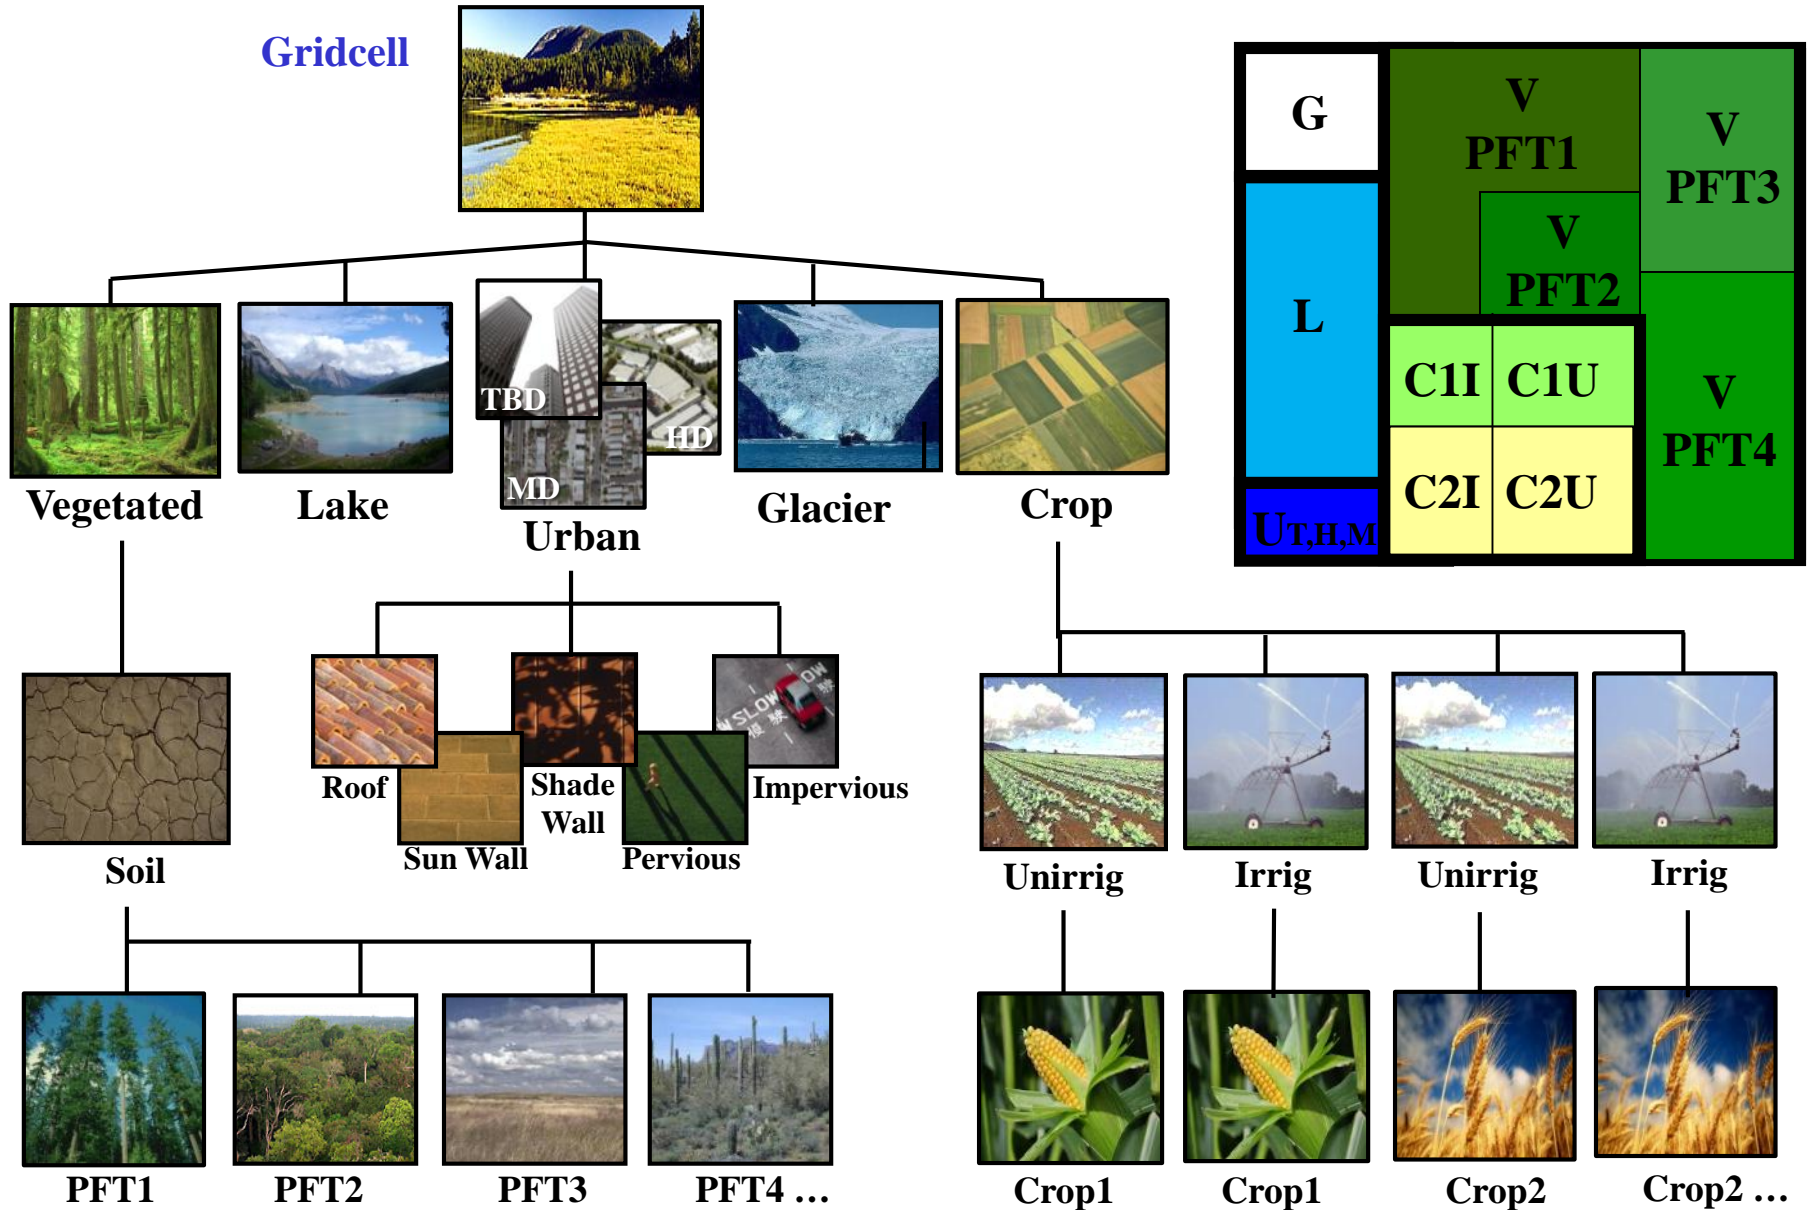 Gridcell
G
V
PFT1
V
PFT3
V
PFT2
L
C1I
C1U
V
PFT4
C2I
C2U
UT,H,M
TBD
HD
MD
Vegetated
Lake
Urban
Glacier
Crop
SLOW
Roof
Shade
Wall
Impervious
Sun Wall
Pervious
Soil
Unirrig
Irrig
Unirrig
Irrig
PFT1
PFT2
PFT3
PFT4 …
Crop1
Crop1
Crop2
Crop2 …